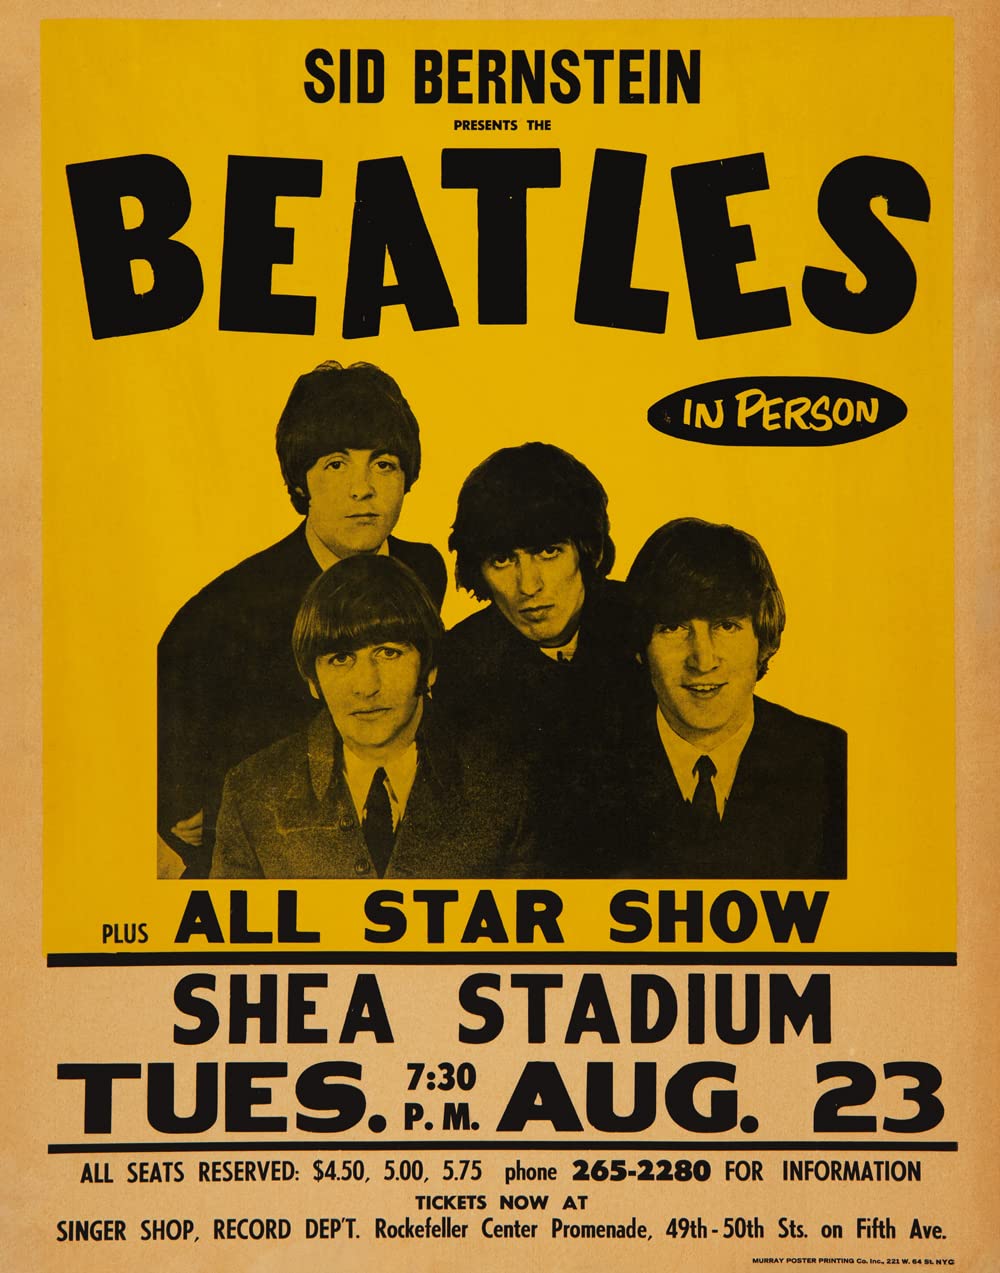 SID BERNSTEIN
PRESENTS THE
BEATLES
IN PERSON
PLUS ALL STAR SHOW
SHEA STADIUM
TUES. 7:30 P.M. AUG. 23
ALL SEATS RESERVED: $4.50, 5.00, 5.75 phone 265-2280 FOR INFORMATION
TICKETS NOW AT
SINGER SHOP, RECORD DEP'T. Rockefeller Center Promenade, 49th-50th Sts. on Fifth Ave.
MURRAY POSTER PRINTING Co. Inc., 221 W. 64 St. NYC